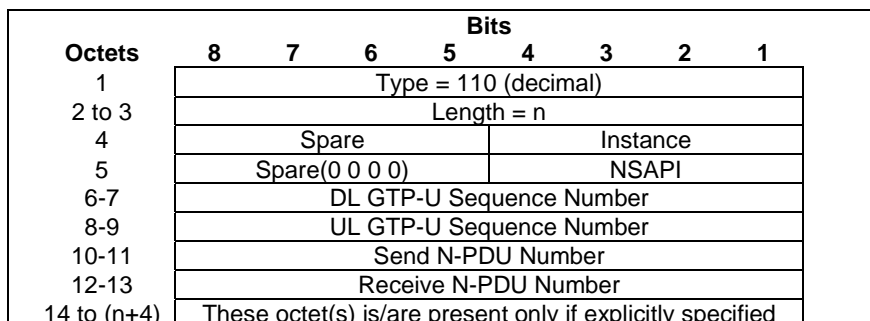 Bits
Octets 8 7 6 5 4 3 2 1
1 Type = 110 (decimal)
2 to 3 Length = n
4 Spare Instance
5 Spare(0 0 0 0) NSAPI
6-7 DL GTP-U Sequence Number
8-9 UL GTP-U Sequence Number
10-11 Send N-PDU Number
12-13 Receive N-PDU Number
14 to (n+4) These octet(s) is/are present only if explicitly specified